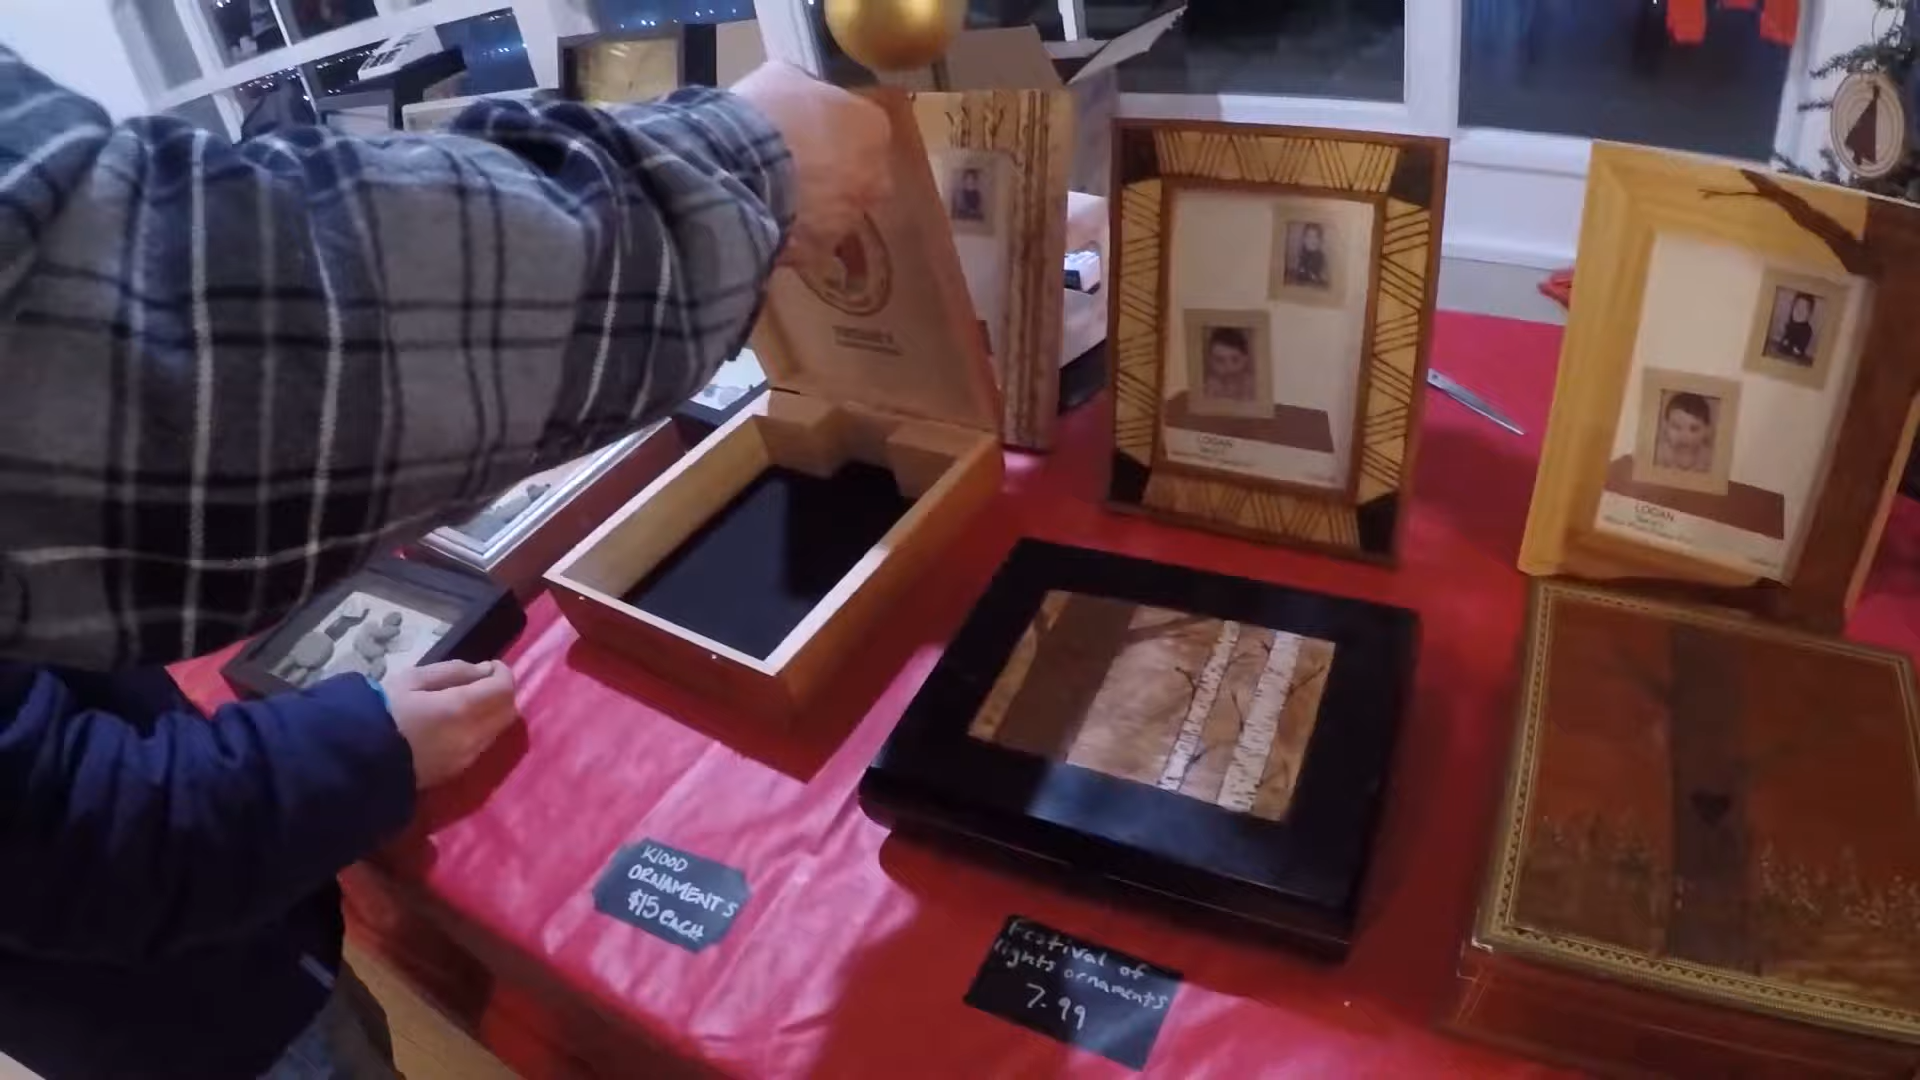 LOGAN
LOGAN
WOOD
ORNAMENTS
$15 each
Festival of
lights ornaments
7.99